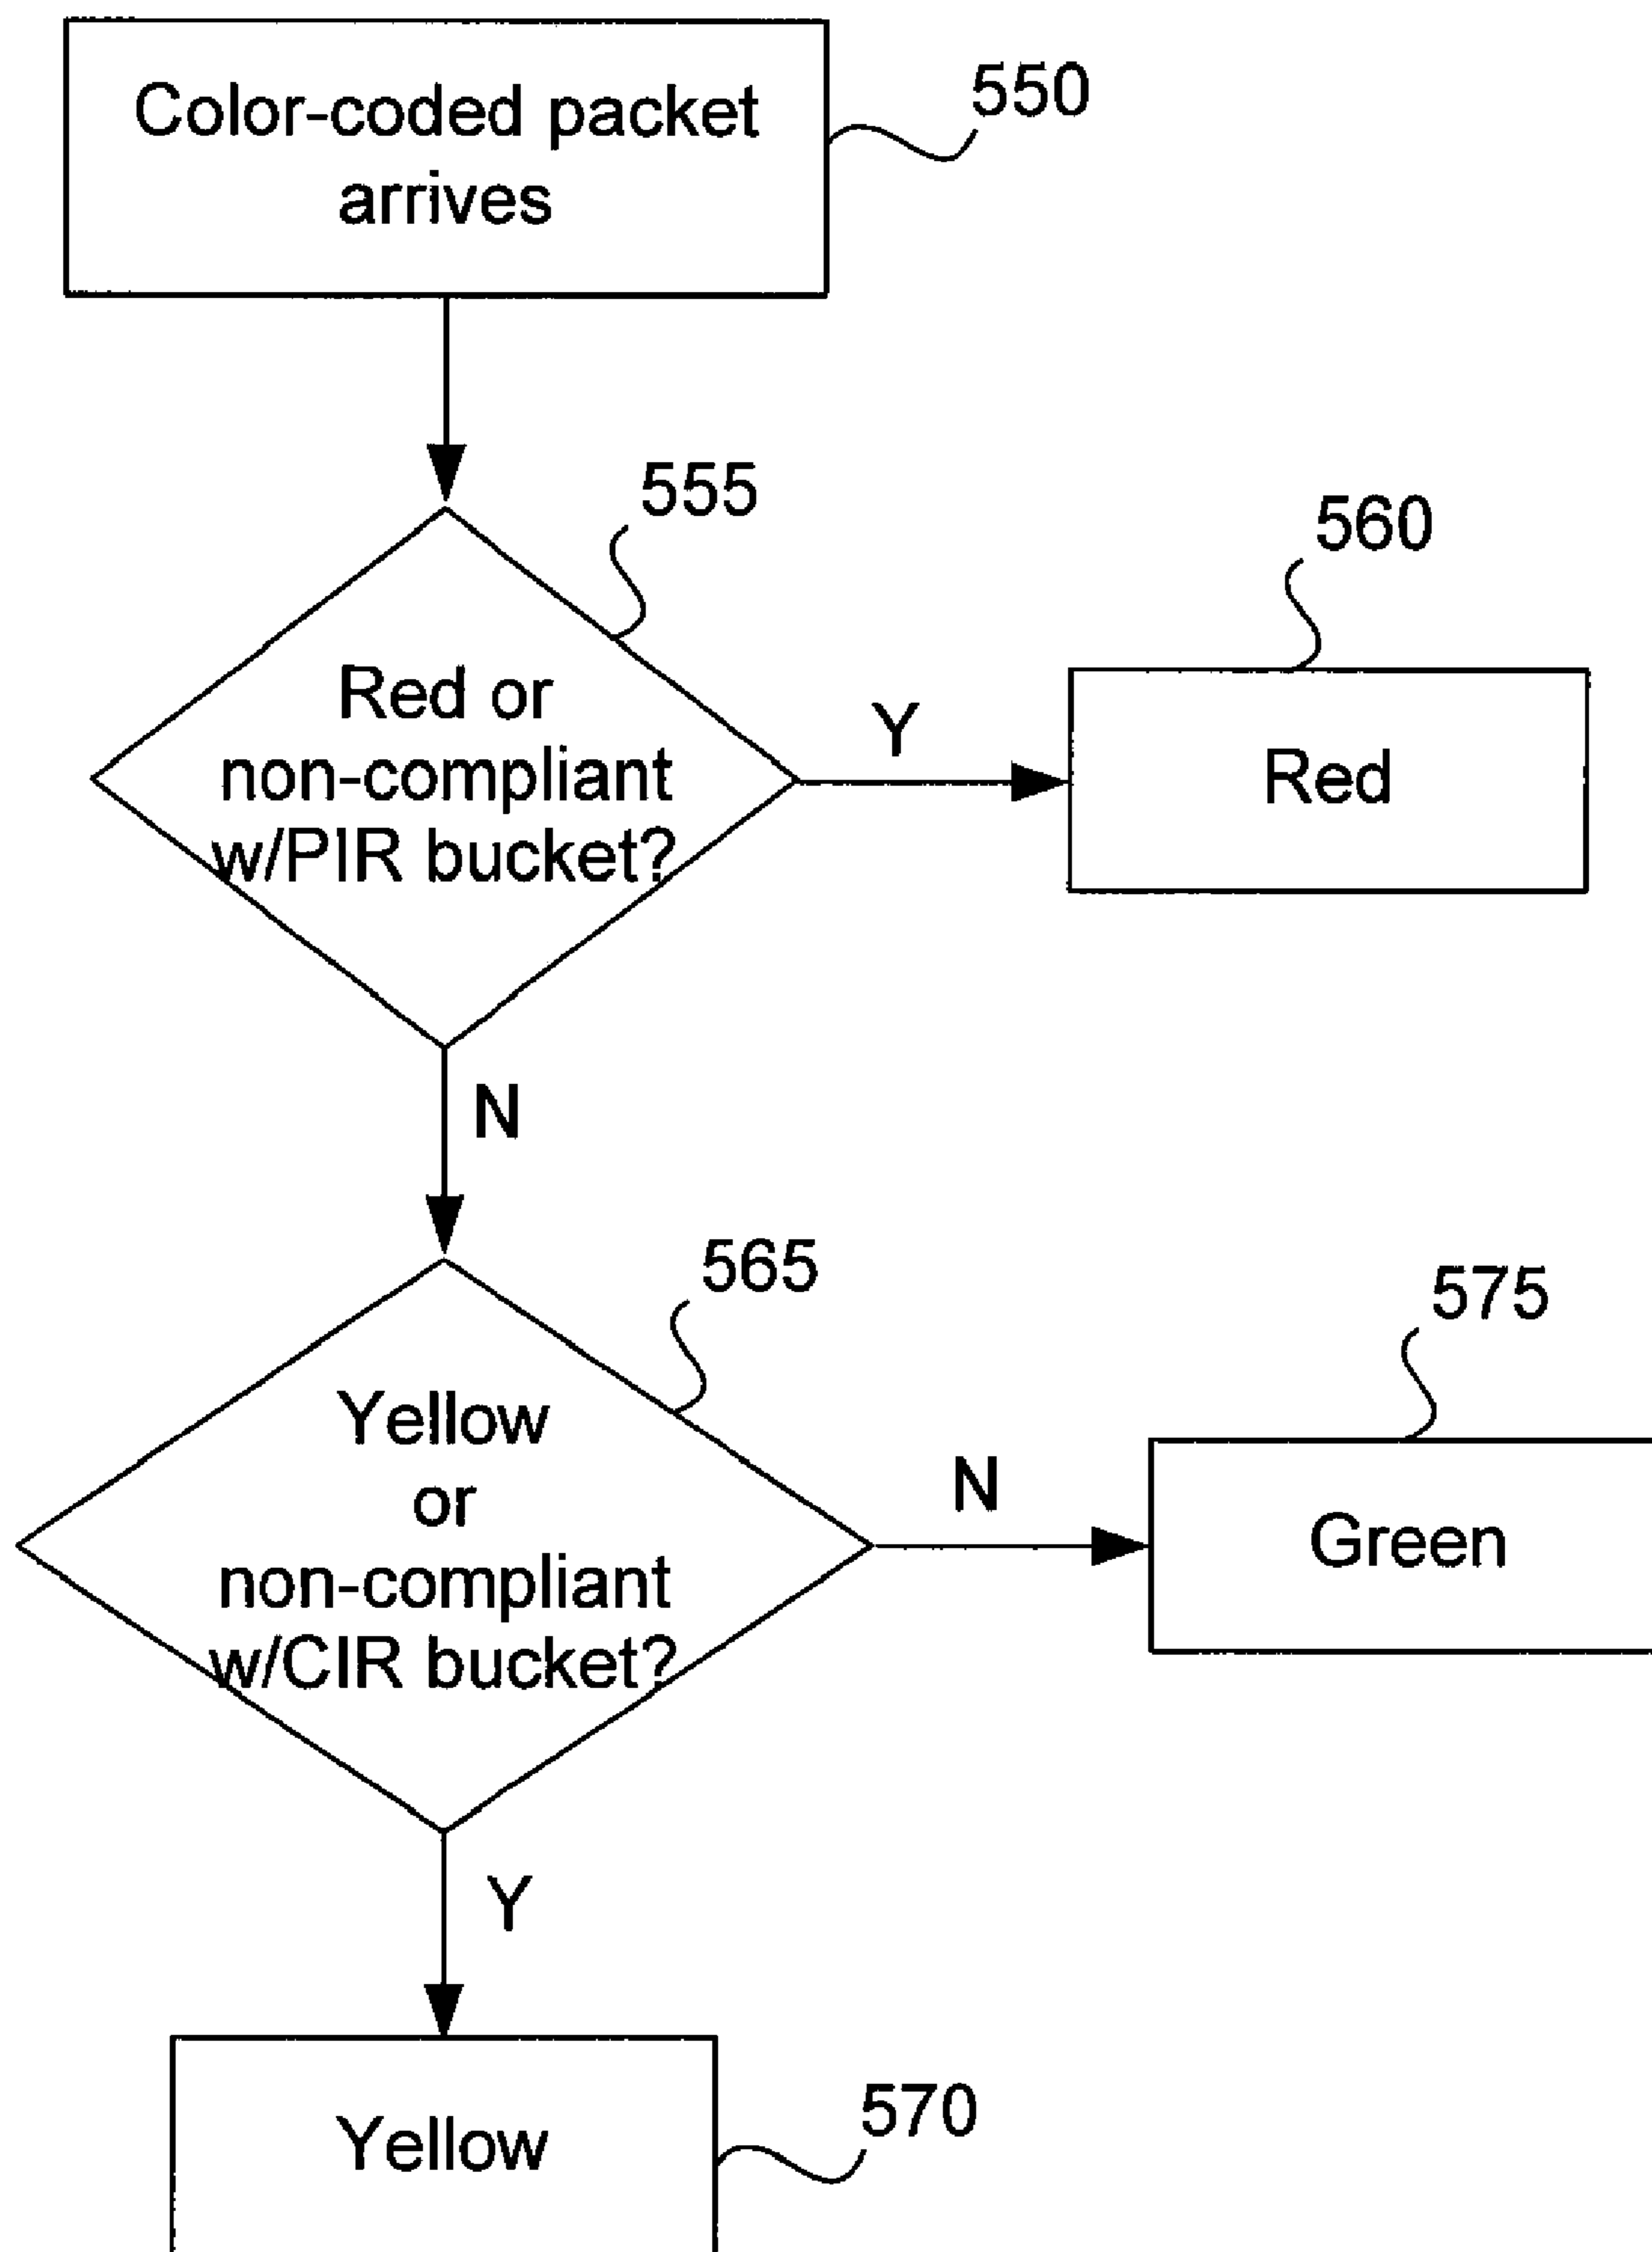 Color-coded packet
arrives
550
555
Red or
non-compliant
w/PIR bucket?
Y
560
Red
N
565
Yellow
or
non-compliant
w/CIR bucket?
N
575
Green
Y
Yellow
570